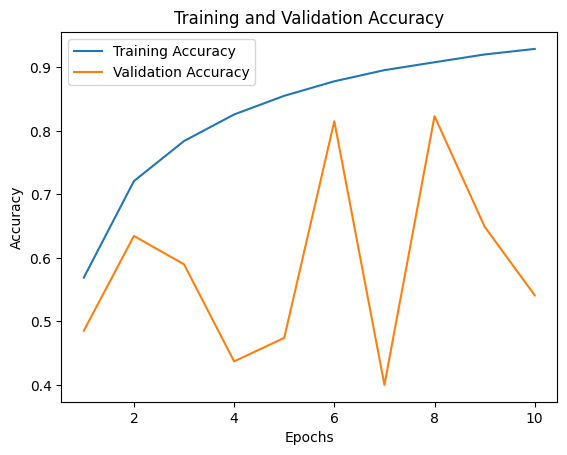 Training and Validation Accuracy
Training Accuracy
Validation Accuracy
Accuracy
0.9
0.8
0.7
0.6
0.5
0.4
2
4
6
8
10
Epochs